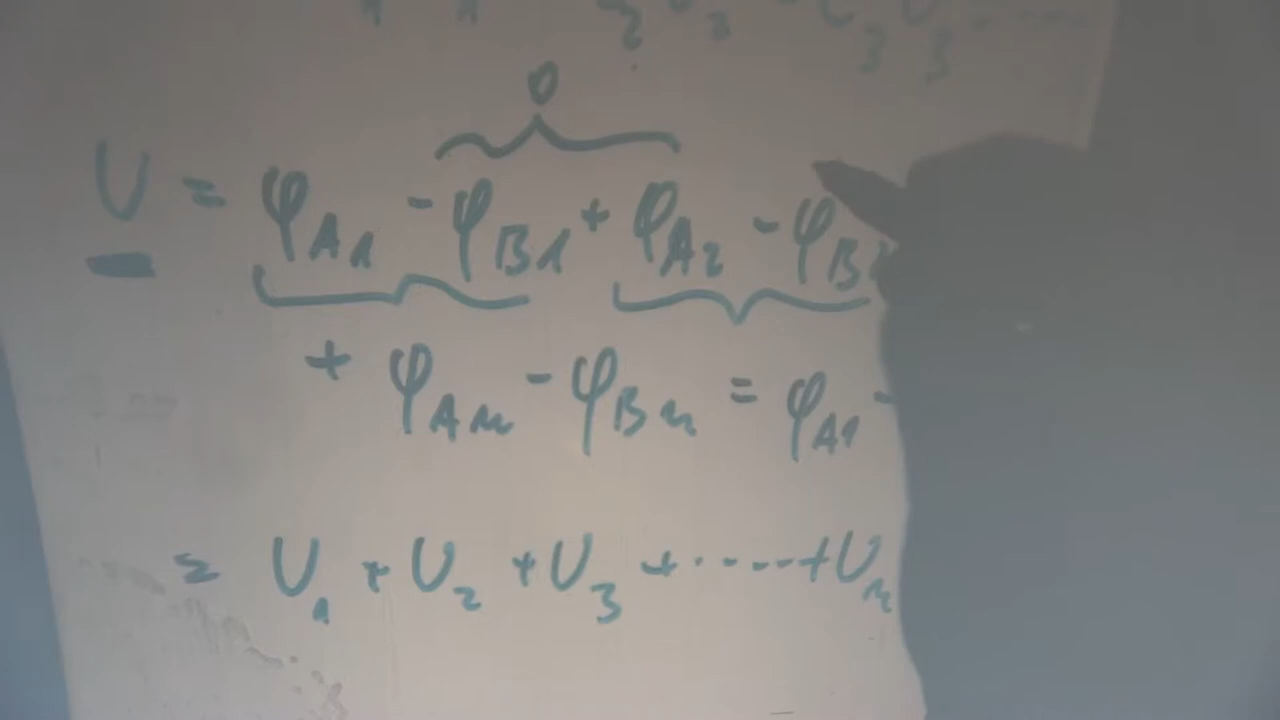 0
U = φA1 - φB1 + φA2 - φB
+ φAn - φBn = φA1 -
= U1 + U2 + U3 + ..... + Un